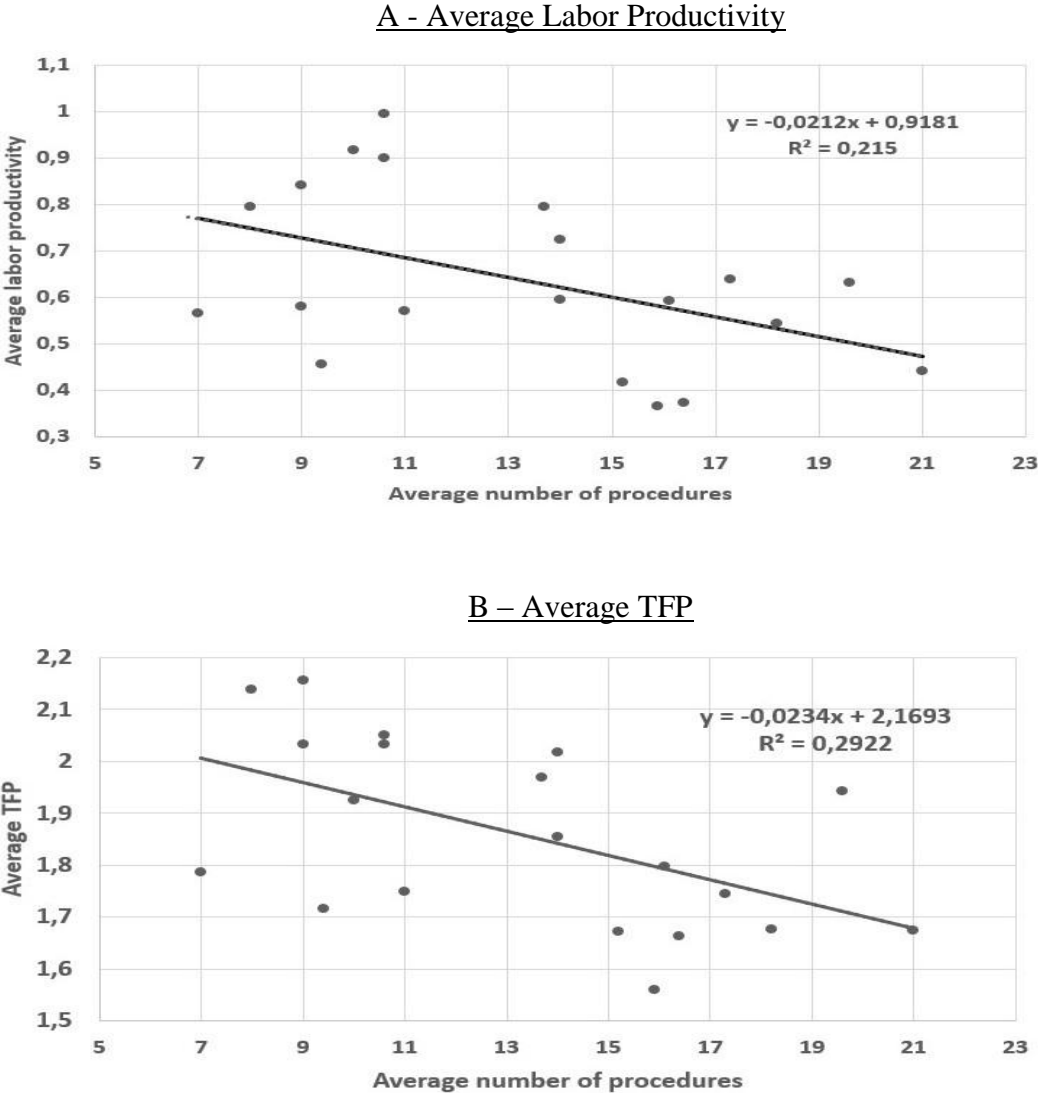 A - Average Labor Productivity
1,1
1
0,9
0,8
0,7
0,6
0,5
0,4
0,3
Average labor productivity
y = -0,0212x + 0,9181
R² = 0,215
5 7 9 11 13 15 17 19 21 23
Average number of procedures
B – Average TFP
2,2
2,1
2
1,9
1,8
1,7
1,6
1,5
Average TFP
y = -0,0234x + 2,1693
R² = 0,2922
5 7 9 11 13 15 17 19 21 23
Average number of procedures